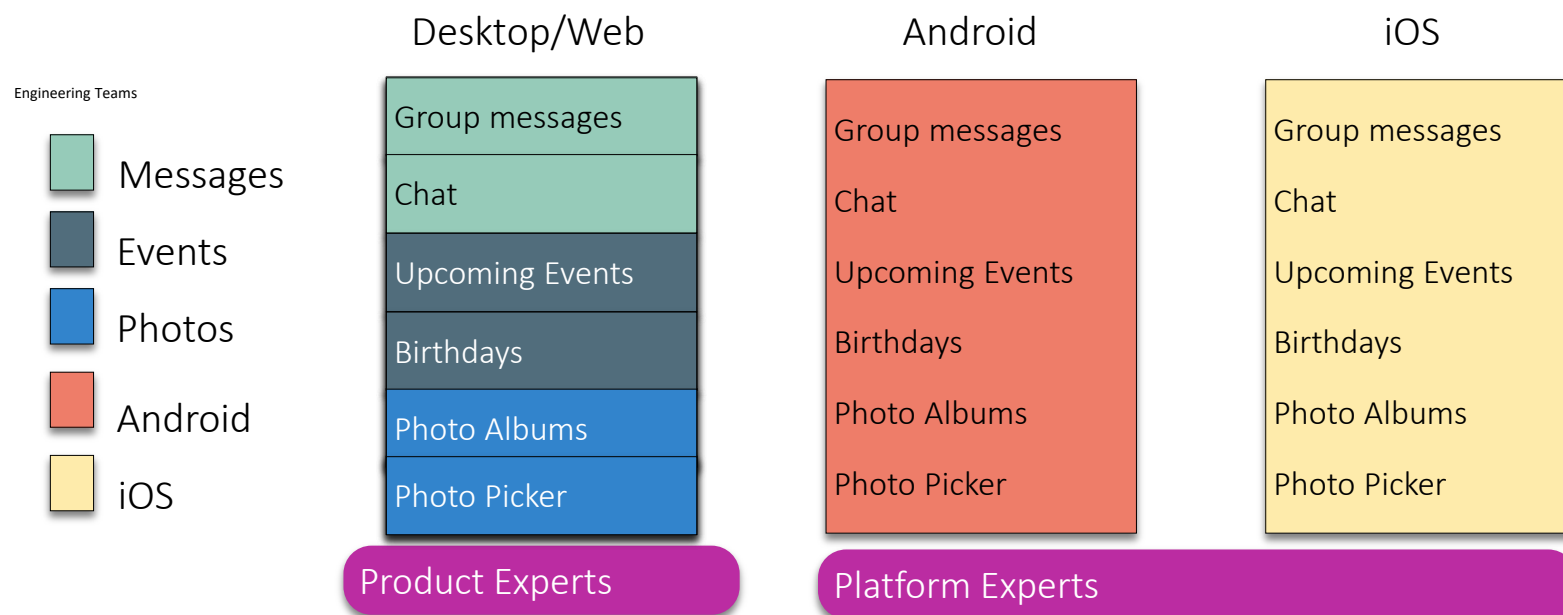 Desktop/Web
Android
iOS
Engineering Teams
Messages
Events
Photos
Android
iOS
Group messages
Chat
Upcoming Events
Birthdays
Photo Albums
Photo Picker
Group messages
Chat
Upcoming Events
Birthdays
Photo Albums
Photo Picker
Group messages
Chat
Upcoming Events
Birthdays
Photo Albums
Photo Picker
Product Experts
Platform Experts